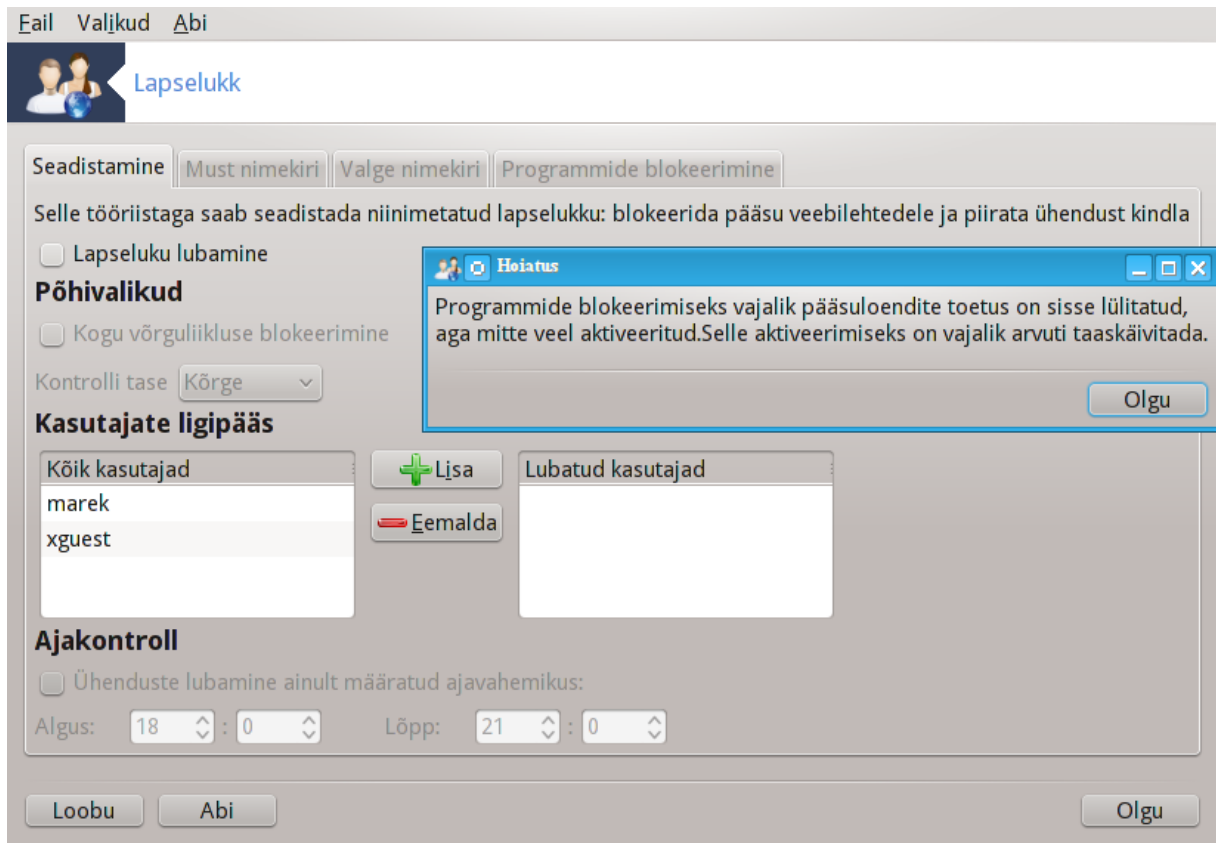 Fail Valikud Abi
Lapselukk
Seadistamine Must nimekiri Valge nimekiri Programmide blokeerimine
Selle tööriistaga saab seadistada niinimetatud lapselukku: blokeerida pääsu veebilehtedele ja piirata ühendust kindla
Lapseluku lubamine
Põhivalikud
Kogu võrguliikluse blokeerimine
Kontrolli tase Kõrge
Hoiatus
Programmide blokeerimiseks vajalik pääsuloendite toetus on sisse lülitatud,
aga mitte veel aktiveeritud.Selle aktiveerimiseks on vajalik arvuti taaskäivitada.
Olgu
Kasutajate ligipääs
Kõik kasutajad
marek
xguest
Lisa
Eemalda
Lubatud kasutajad
Ajakontroll
Ühenduste lubamine ainult määratud ajavahemikus:
Algus: 18 : 0 Lõpp: 21 : 0
Loobu Abi Olgu